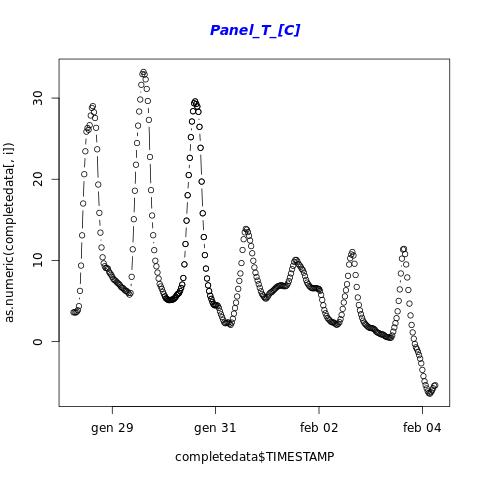 Panel_T_[C]
as.numeric(completedata[, i])
30
20
10
0
gen 29
gen 31
feb 02
feb 04
completedata$TIMESTAMP